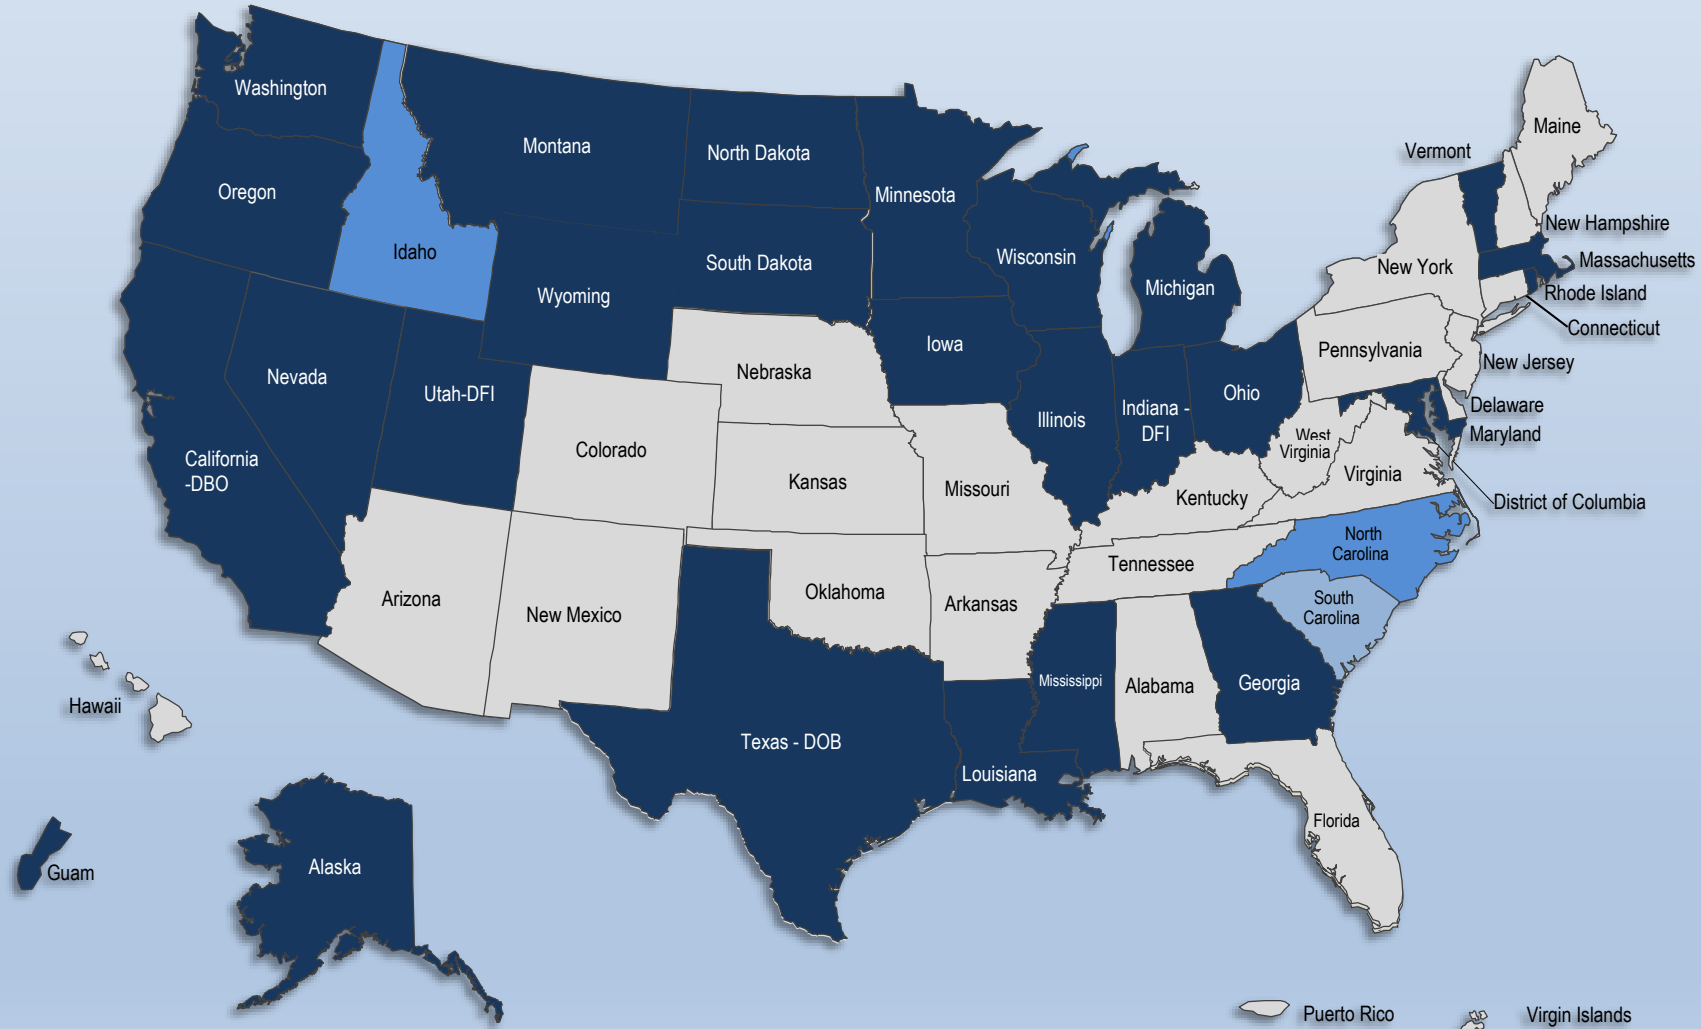 Washington
Montana
North Dakota
Minnesota
Oregon
Idaho
Wyoming
South Dakota
Wisconsin
Michigan
Vermont
Maine
New Hampshire
New York
Massachusetts
Rhode Island
Connecticut
Pennsylvania
New Jersey
Delaware
Maryland
District of Columbia
California
-DBO
Nevada
Utah-DFI
Colorado
Nebraska
Iowa
Illinois
Indiana -
DFI
Ohio
West
Virginia
Virginia
Kansas
Missouri
Kentucky
North
Carolina
Tennessee
South
Carolina
Arizona
New Mexico
Oklahoma
Arkansas
Texas - DOB
Louisiana
Mississippi
Alabama
Georgia
Florida
Hawaii
Guam
Alaska
Puerto Rico
Virgin Islands